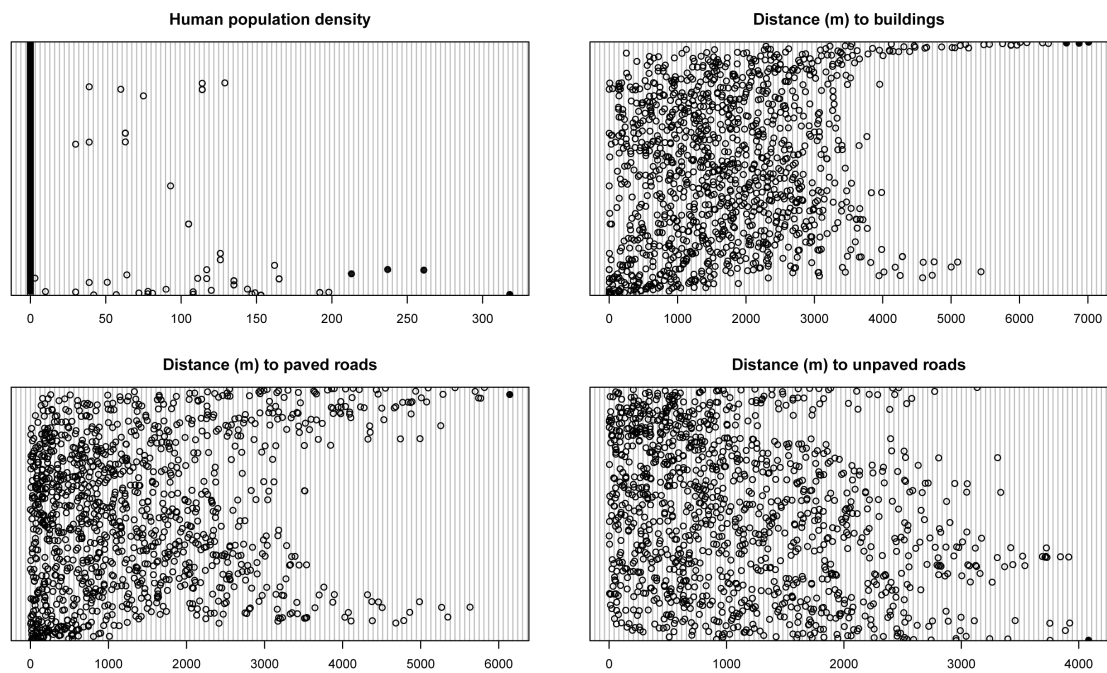 Human population density
0 50 100 150 200 250 300
Distance (m) to buildings
0 1000 2000 3000 4000 5000 6000 7000
Distance (m) to paved roads
0 1000 2000 3000 4000 5000 6000
Distance (m) to unpaved roads
0 1000 2000 3000 4000